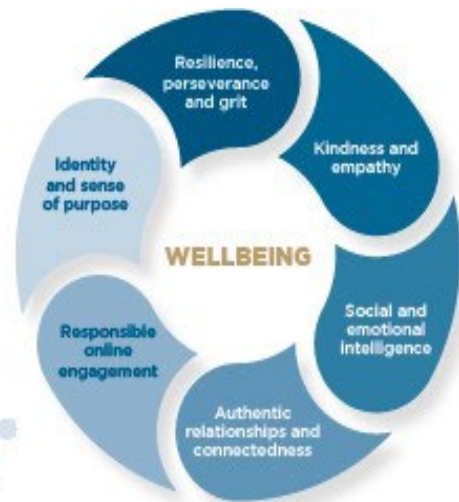 Resilience,
perseverance
and grit
Kindness and
empathy
Social and
emotional
intelligence
Authentic
relationships and
connectedness
Responsible
online
engagement
Identity
and sense
of purpose
WELLBEING